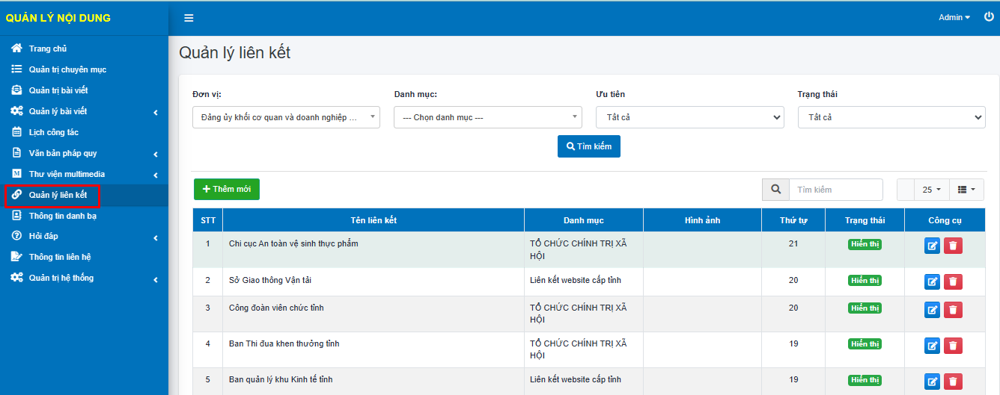 QUẢN LÝ NỘI DUNG
Admin
Trang chủ
Quản trị chuyên mục
Quản trị bài viết
Quản lý bài viết
Lịch công tác
Văn bản pháp quy
M Thư viện multimedia
Quản lý liên kết
Thông tin danh bạ
Hỏi đáp
Thông tin liên hệ
Quản trị hệ thống
Quản lý liên kết
Đơn vị: Danh mục: Ưu tiên Trạng thái
Đảng ủy khối cơ quan và doanh nghiệp ... --- Chọn danh mục --- Tất cả Tất cả
Tìm kiếm
Thêm mới Tìm kiếm 25
STT Tên liên kết Danh mục Hình ảnh Thứ tự Trạng thái Công cụ
1 Chi cục An toàn vệ sinh thực phẩm TỔ CHỨC CHÍNH TRỊ XÃ 21 Hiển thị
HỘI
2 Sở Giao thông Vận tải Liên kết website cấp tỉnh 20 Hiển thị
3 Công đoàn viên chức tỉnh TỔ CHỨC CHÍNH TRỊ XÃ 20 Hiển thị
HỘI
4 Ban Thi đua khen thưởng tỉnh TỔ CHỨC CHÍNH TRỊ XÃ 19 Hiển thị
HỘI
5 Ban quản lý khu Kinh tế tỉnh Liên kết website cấp tỉnh 19 Hiển thị